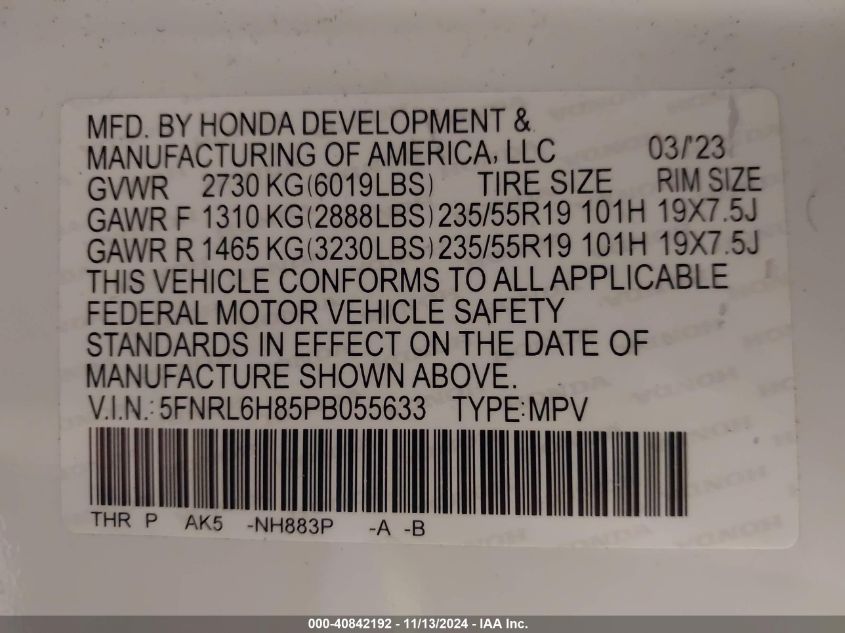 MFD. BY HONDA DEVELOPMENT &
MANUFACTURING OF AMERICA, LLC 03/'23
GVWR 2730 KG(6019LBS) TIRE SIZE RIM SIZE
GAWR F 1310 KG(2888LBS) 235/55R19 101H 19X7.5J
GAWR R 1465 KG(3230LBS) 235/55R19 101H 19X7.5J
THIS VEHICLE CONFORMS TO ALL APPLICABLE
FEDERAL MOTOR VEHICLE SAFETY
STANDARDS IN EFFECT ON THE DATE OF
MANUFACTURE SHOWN ABOVE.
V.I.N.: 5FNRL6H85PB055633 TYPE: MPV
THR P AK5 -NH883P -A -B
000-40842192 - 11/13/2024 - IAA Inc.